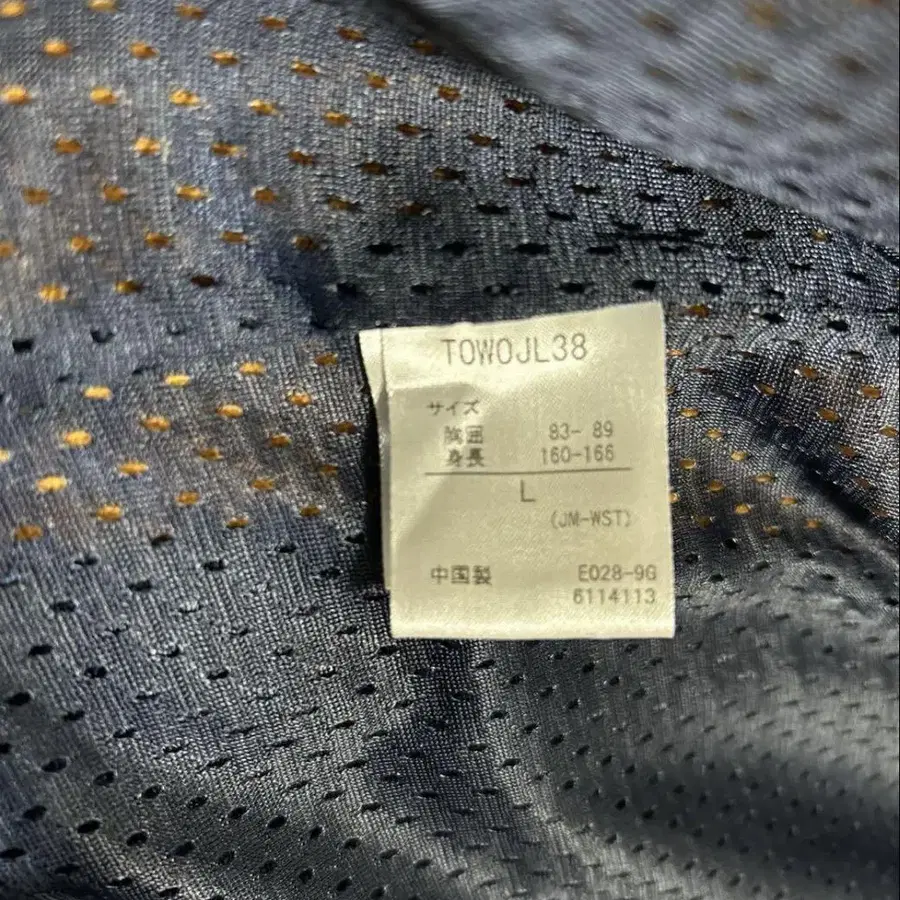 TOWOJL38
サイズ
胸囲 83- 89
身長 160-166
L
(JM-WST)
中国製 E028-9G
6114113